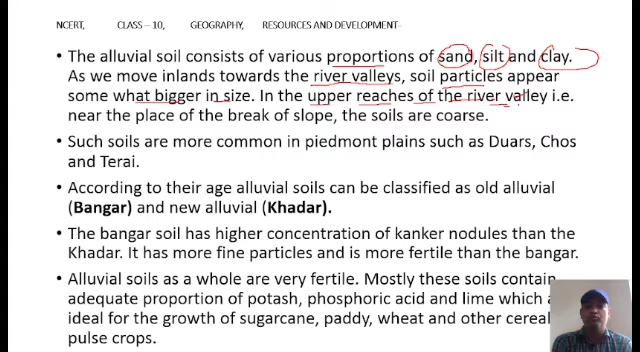 NCERT, CLASS–10, GEOGRAPHY, RESOURCES AND DEVELOPMENT-
• The alluvial soil consists of various proportions of sand, silt and clay.
As we move inlands towards the river valleys, soil particles appear
some what bigger in size. In the upper reaches of the river valley i.e.
near the place of the break of slope, the soils are coarse.
• Such soils are more common in piedmont plains such as Duars, Chos
and Terai.
• According to their age alluvial soils can be classified as old alluvial
(Bangar) and new alluvial (Khadar).
• The bangar soil has higher concentration of kanker nodules than the
Khadar. It has more fine particles and is more fertile than the bangar.
• Alluvial soils as a whole are very fertile. Mostly these soils contain
adequate proportion of potash, phosphoric acid and lime which
ideal for the growth of sugarcane, paddy, wheat and other cereal
pulse crops.